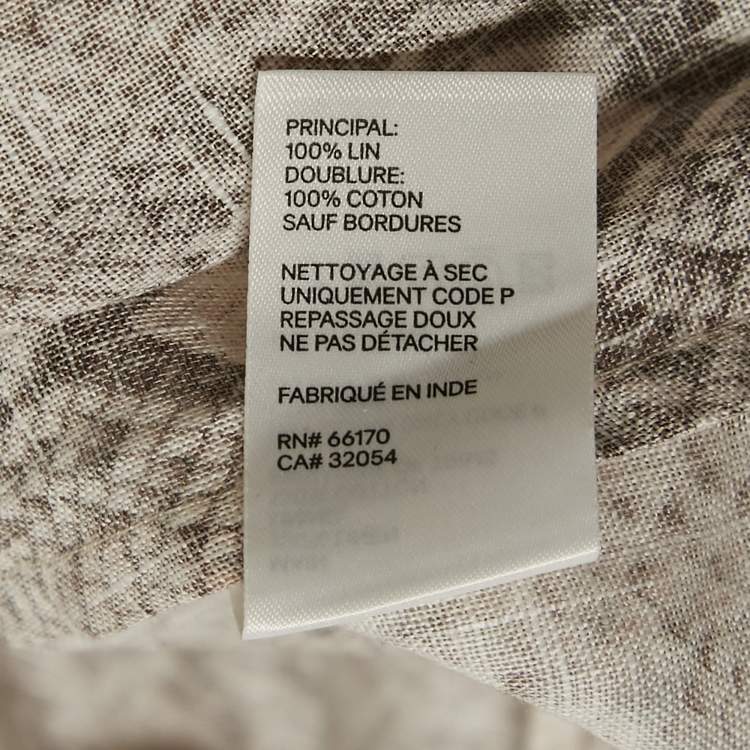 PRINCIPAL:
100% LIN
DOUBLURE:
100% COTON
SAUF BORDURES
NETTOYAGE À SEC
UNIQUEMENT CODE P
REPASSAGE DOUX
NE PAS DÉTACHER
FABRIQUÉ EN INDE
RN# 66170
CA# 32054